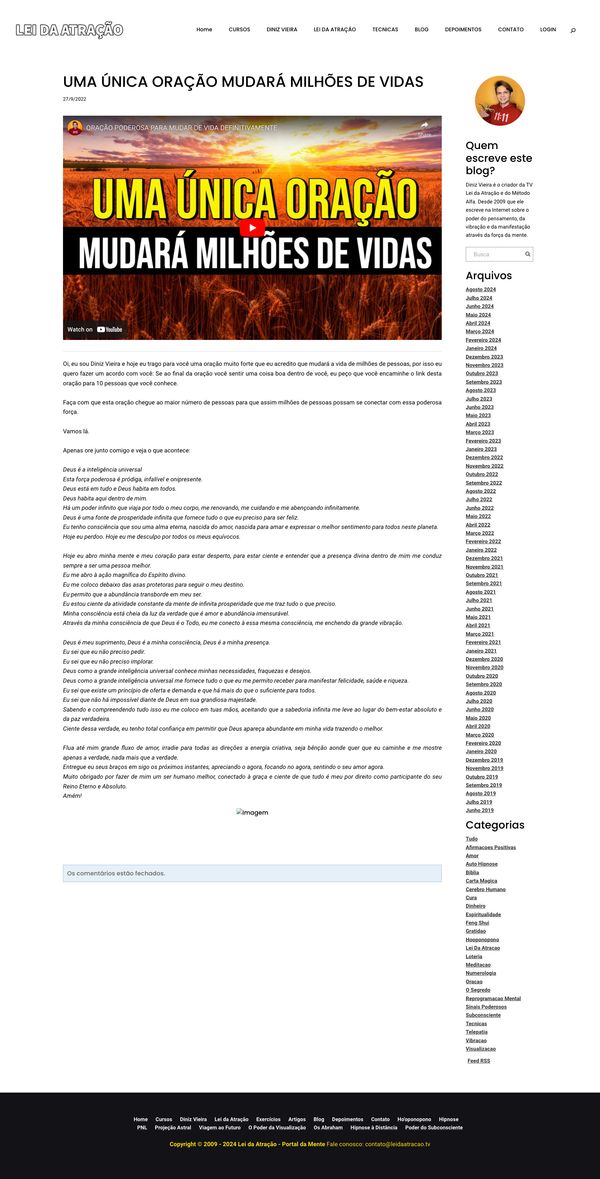 LEI DA ATRAÇÃO
Home CURSOS DINIZ VIEIRA LEI DA ATRAÇÃO TECNICAS BLOG DEPOIMENTOS CONTATO LOGIN
UMA ÚNICA ORAÇÃO MUDARÁ MILHÕES DE VIDAS
27/9/2022
ORAÇÃO PODEROSA PARA MUDAR DE VIDA DEFINITIVAMENTE
Share
UMA ÚNICA ORAÇÃO
MUDARÁ MILHÕES DE VIDAS
Watch on YouTube
Oi, eu sou Diniz Vieira e hoje eu trago para você uma oração muito forte que eu acredito que mudará a vida de milhões de pessoas, por isso eu
quero fazer um acordo com você: Se ao final da oração você sentir uma coisa boa dentro de você, eu peço que você encaminhe o link desta
oração para 10 pessoas que você conhece.
Faça com que esta oração chegue ao maior número de pessoas para que assim milhões de pessoas possam se conectar com essa poderosa
força.
Vamos lá.
Apenas ore junto comigo e veja o que acontece:
Deus é a inteligência universal
Esta força poderosa é pródiga, infalível e onipresente.
Deus está em tudo e Deus habita em todos.
Deus habita aqui dentro de mim.
Há um poder infinito que viaja por todo o meu corpo, me renovando, me cuidando e me abençoando infinitamente.
Deus é uma fonte de prosperidade infinita que fornece tudo o que eu preciso para ser feliz.
Eu tenho consciência que sou uma alma eterna, nascida do amor, nascida para amar e expressar o melhor sentimento para todos neste planeta.
Hoje eu perdoo. Hoje eu me desculpo por todos os meus equívocos.
Hoje eu abro minha mente e meu coração para estar desperto, para estar ciente e entender que a presença divina dentro de mim me conduz
sempre a ser uma pessoa melhor.
Eu me abro à ação magnífica do Espírito divino.
Eu me coloco debaixo das asas protetoras para seguir o meu destino.
Eu permito que a abundância transborde em meu ser.
Eu estou ciente da atividade constante da mente de infinita prosperidade que me traz tudo o que preciso.
Minha consciência está cheia da luz da verdade que é amor e abundância imensurável.
Através da minha consciência de que Deus é o Todo, eu me conecto à essa mesma consciência, me enchendo da grande vibração.
Deus é meu suprimento, Deus é a minha consciência, Deus é a minha presença.
Eu sei que eu não preciso pedir.
Eu sei que eu não preciso implorar.
Deus como a grande inteligência universal conhece minhas necessidades, fraquezas e desejos.
Deus como a grande inteligência universal me fornece tudo o que eu me permito receber para manifestar felicidade, saúde e riqueza.
Eu sei que existe um princípio de oferta e demanda e que há mais do que o suficiente para todos.
Eu sei que não há impossível diante de Deus em sua grandiosa majestade.
Sabendo e compreendendo tudo isso eu me coloco em tuas mãos, aceitando que a sabedoria infinita me leve ao lugar do bem-estar absoluto e
da paz verdadeira.
Ciente dessa verdade, eu tenho total confiança em permitir que Deus apareça abundante em minha vida trazendo o melhor.
Flua até mim grande fluxo de amor, irradie para todas as direções a energia criativa, seja bênção aonde quer que eu caminhe e me mostre
apenas a verdade, nada mais que a verdade.
Entregue eu seus braços em sigo os próximos instantes, apreciando o agora, focando no agora, sentindo o seu amor agora.
Muito obrigado por fazer de mim um ser humano melhor, conectado à graça e ciente de que tudo é meu por direito como participante do seu
Reino Eterno e Absoluto.
Amém!
Imagem
Os comentários estão fechados.
11:11
Quem
escreve este
blog?
Diniz Vieira é o criador da TV
Lei da Atração e do Método
Alfa. Desde 2009 que ele
escreve na Internet sobre o
poder do pensamento, da
vibração e da manifestação
através da força da mente.
Busca
Arquivos
Agosto 2024
Julho 2024
Junho 2024
Maio 2024
Abril 2024
Março 2024
Fevereiro 2024
Janeiro 2024
Dezembro 2023
Novembro 2023
Outubro 2023
Setembro 2023
Agosto 2023
Julho 2023
Junho 2023
Maio 2023
Abril 2023
Março 2023
Fevereiro 2023
Janeiro 2023
Dezembro 2022
Novembro 2022
Outubro 2022
Setembro 2022
Agosto 2022
Julho 2022
Junho 2022
Maio 2022
Abril 2022
Março 2022
Fevereiro 2022
Janeiro 2022
Dezembro 2021
Novembro 2021
Outubro 2021
Setembro 2021
Agosto 2021
Julho 2021
Junho 2021
Maio 2021
Abril 2021
Março 2021
Fevereiro 2021
Janeiro 2021
Dezembro 2020
Novembro 2020
Outubro 2020
Setembro 2020
Agosto 2020
Julho 2020
Junho 2020
Maio 2020
Abril 2020
Março 2020
Fevereiro 2020
Janeiro 2020
Dezembro 2019
Novembro 2019
Outubro 2019
Setembro 2019
Agosto 2019
Julho 2019
Junho 2019
Categorias
Tudo
Afirmacoes Positivas
Amor
Auto Hipnose
Biblia
Carta Magica
Cerebro Humano
Cura
Dinheiro
Espiritualidade
Feng Shui
Gratidao
Hooponopono
Lei Da Atracao
Loteria
Meditacao
Numerologia
Oracao
O Segredo
Reprogramacao Mental
Sinais Poderosos
Subconsciente
Tecnicas
Telepatia
Vibracao
Visualizacao
Feed RSS
Home Cursos Diniz Vieira Lei da Atração Exercícios Artigos Blog Depoimentos Contato Ho'oponopono Hipnose
PNL Projeção Astral Viagem ao Futuro O Poder da Visualização Os Abraham Hipnose à Distância Poder do Subconsciente
Copyright © 2009 - 2024 Lei da Atração - Portal da Mente Fale conosco: contato@leidaatracao.tv